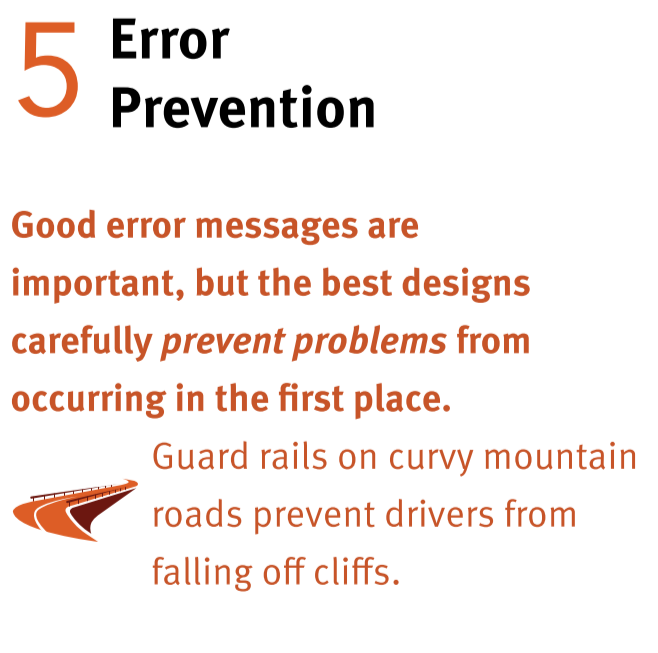 5 Error
Prevention
Good error messages are
important, but the best designs
carefully prevent problems from
occurring in the first place.
Guard rails on curvy mountain
roads prevent drivers from
falling off cliffs.